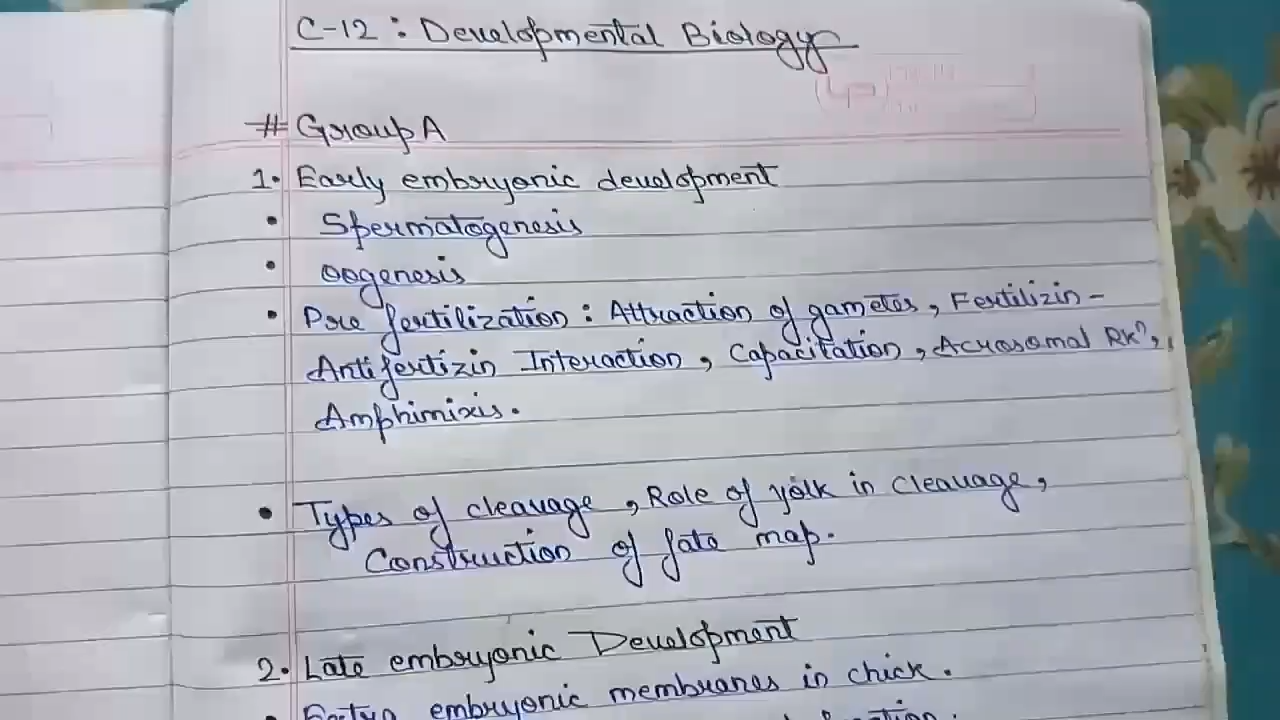 C-12 : Developmental Biology
# Group A
1. Early embryonic development
• Spermatogenesis
• oogenesis
• Pre fertilization : Attraction of gametes, Fertilizin -
Antifertizin Interaction, Capacitation, Acrosomal Rxⁿ,
Amphimixis.
• Types of cleavage, Role of yolk in cleavage,
Construction of fate map.
2. Late embryonic Development
• embryonic membranes in chick.